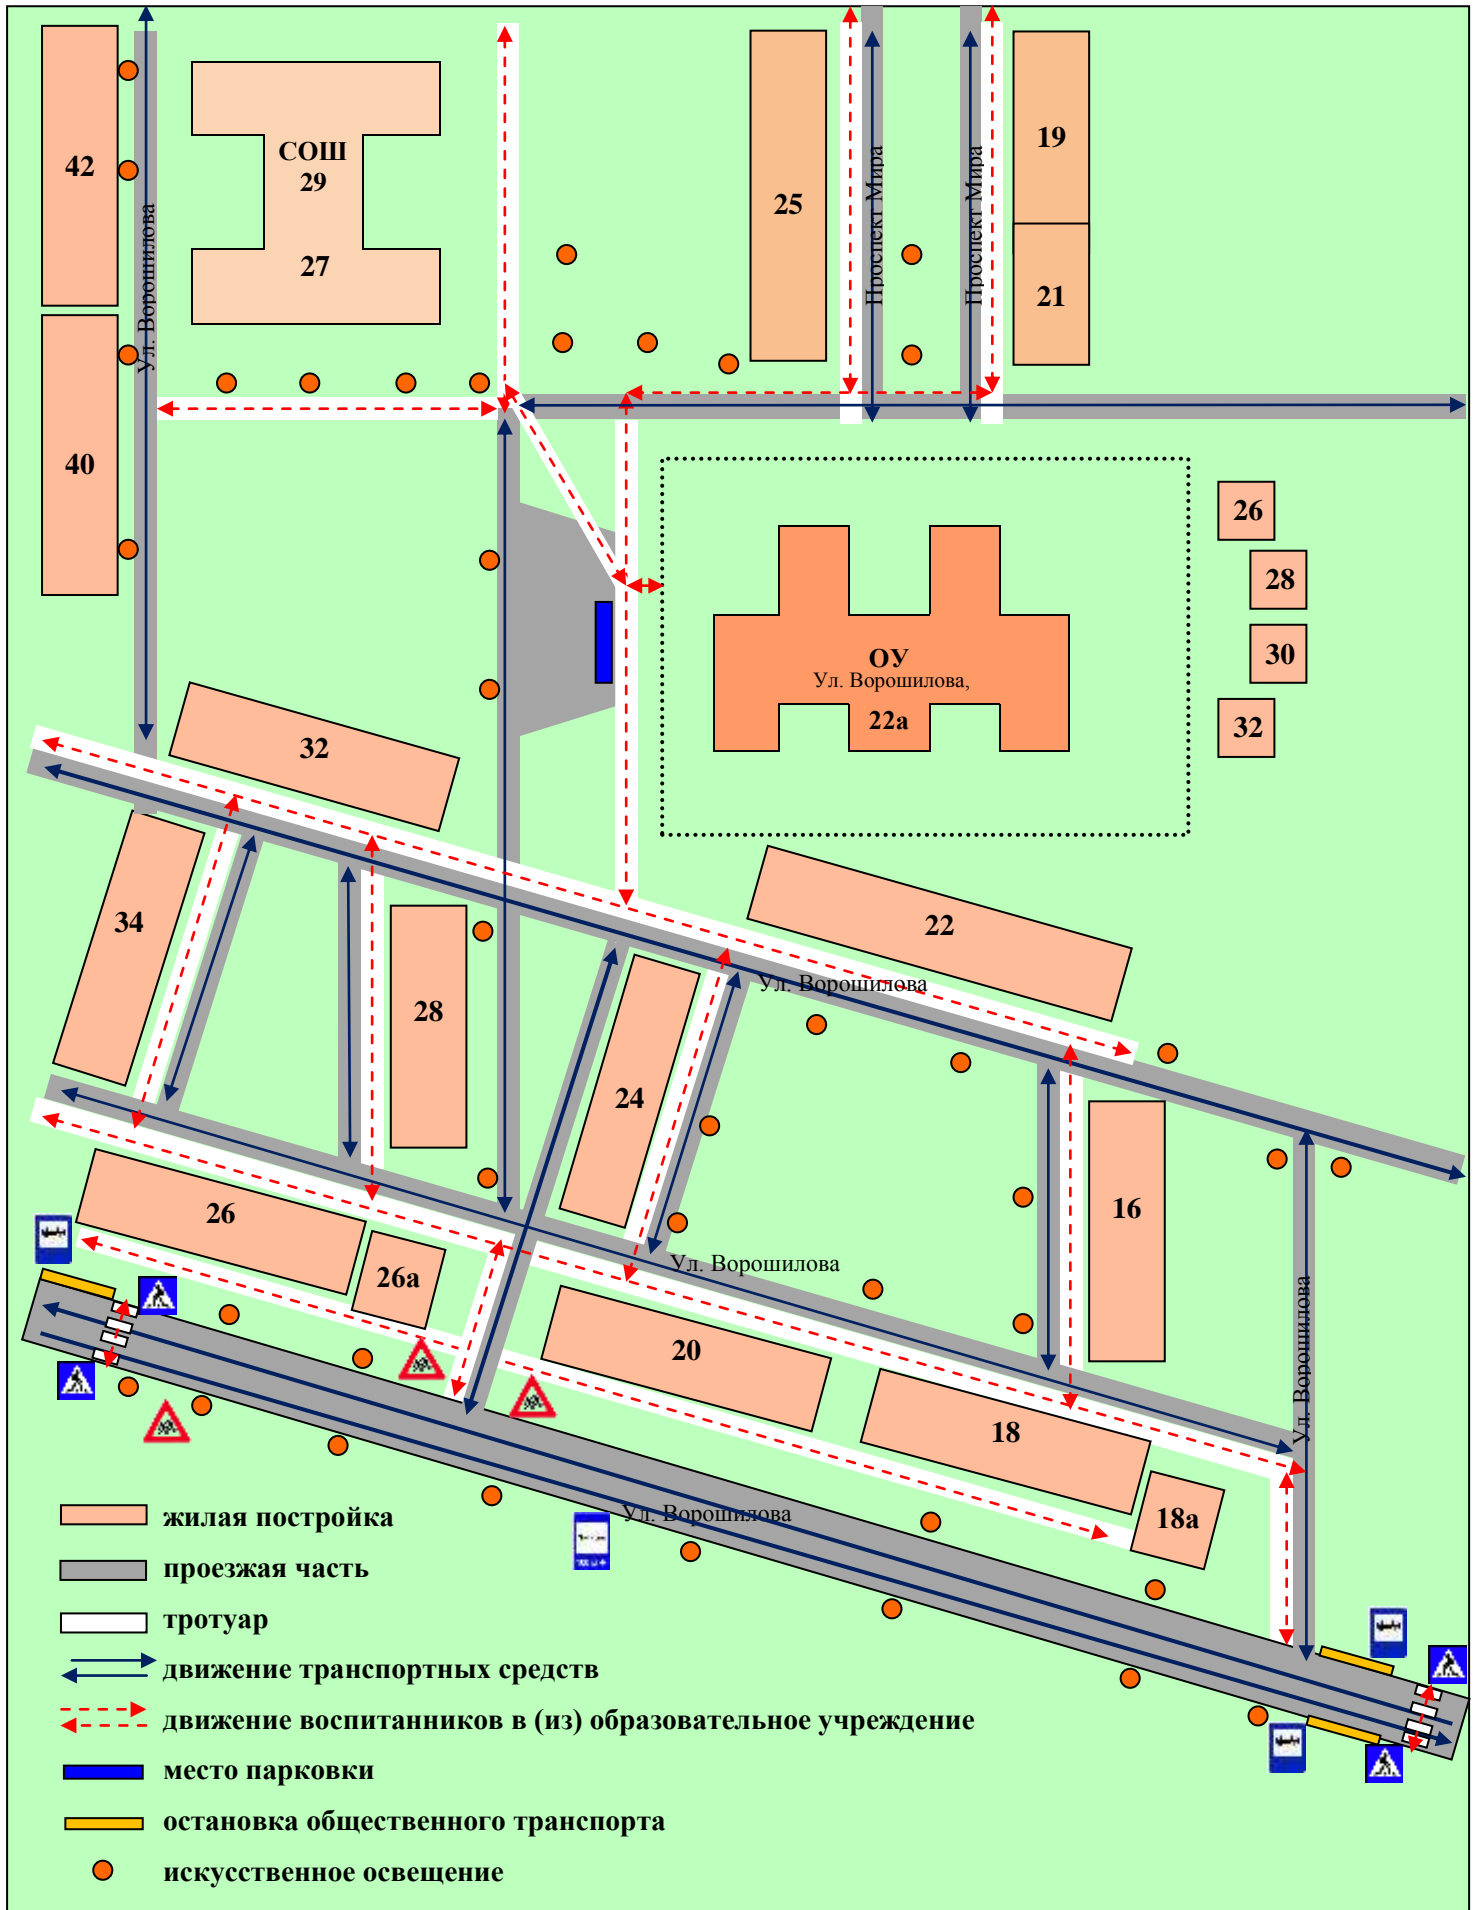 42
СОШ
29
27
25
19
21
Проспект Мира
Проспект Мира
Ул. Ворошилова
40
26
28
30
32
ОУ
Ул. Ворошилова,
22а
32
34
28
24
22
Ул. Ворошилова
16
26
26а
Ул. Ворошилова
20
18
18а
Ул. Ворошилова
Ул. Ворошилова
жилая постройка
проезжая часть
тротуар
движение транспортных средств
движение воспитанников в (из) образовательное учреждение
место парковки
остановка общественного транспорта
искусственное освещение